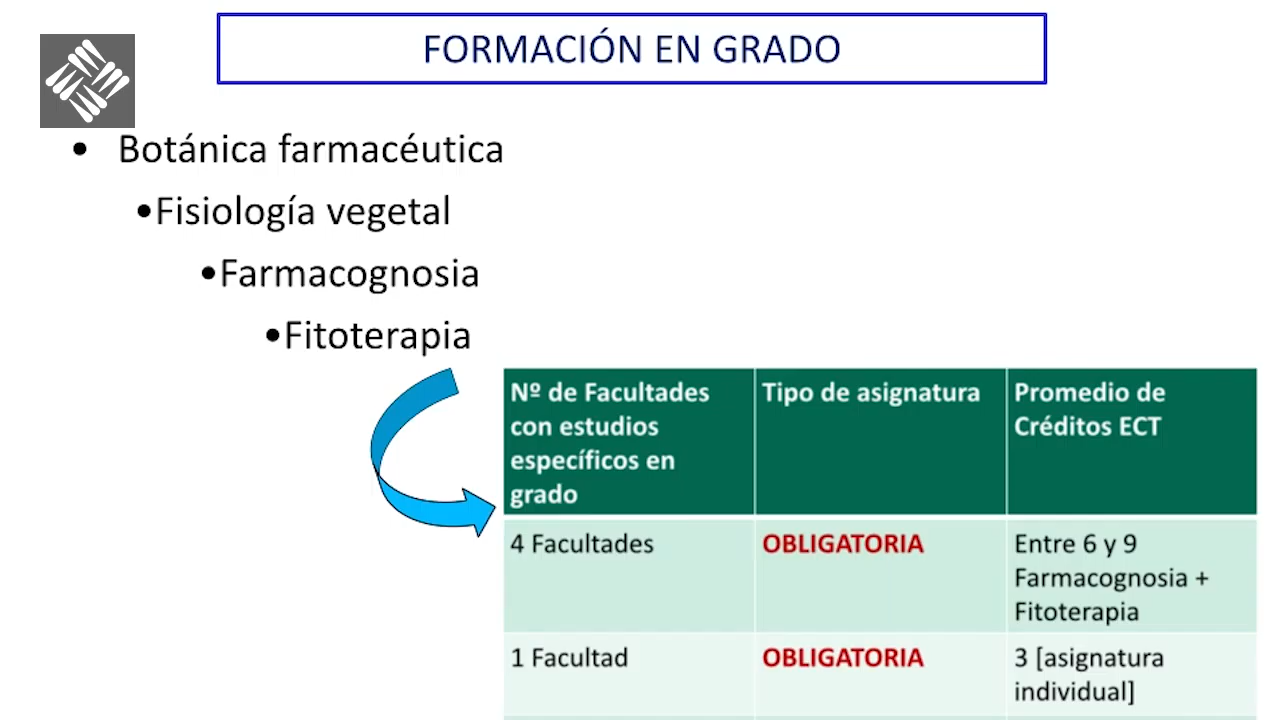 FORMACIÓN EN GRADO
• Botánica farmacéutica
•Fisiología vegetal
•Farmacognosia
•Fitoterapia
Nº de Facultades
con estudios
específicos en
grado
Tipo de asignatura
Promedio de
Créditos ECT
4 Facultades
OBLIGATORIA
Entre 6 y 9
Farmacognosia +
Fitoterapia
1 Facultad
OBLIGATORIA
3 [asignatura
individual]